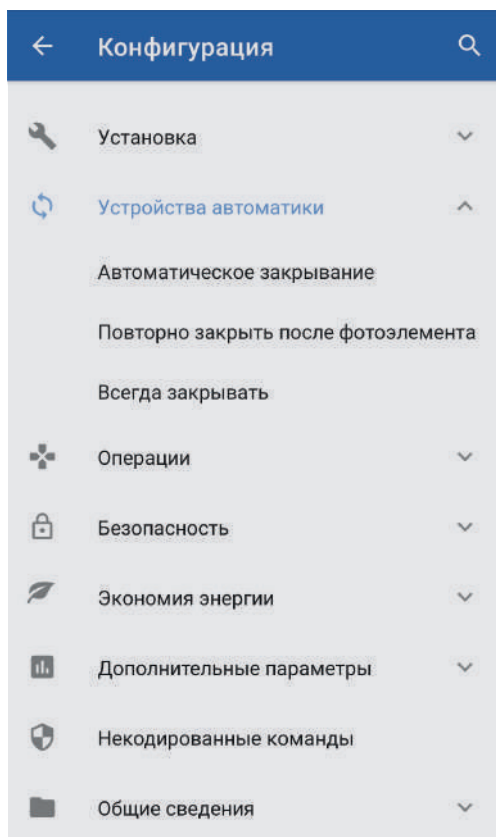 Конфигурация
Установка
Устройства автоматики
Автоматическое закрывание
Повторно закрыть после фотоэлемента
Всегда закрывать
Операции
Безопасность
Экономия энергии
Дополнительные параметры
Некодированные команды
Общие сведения